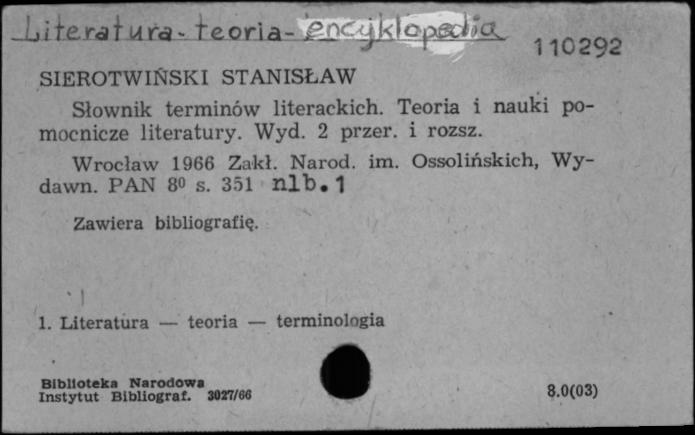 Literatura - teoria - encyklopedia
110292
SIEROTWIŃSKI STANISŁAW
Słownik terminów literackich. Teoria i nauki po-
mocnicze literatury. Wyd. 2 przer. i rozsz.
Wrocław 1966 Zakł. Narod. im. Ossolińskich, Wy-
dawn. PAN 8⁰ s. 351 nlb. 1
Zawiera bibliografię.
1. Literatura — teoria — terminologia
Biblioteka Narodowa
Instytut Bibliograf. 3027/66
8.0(03)